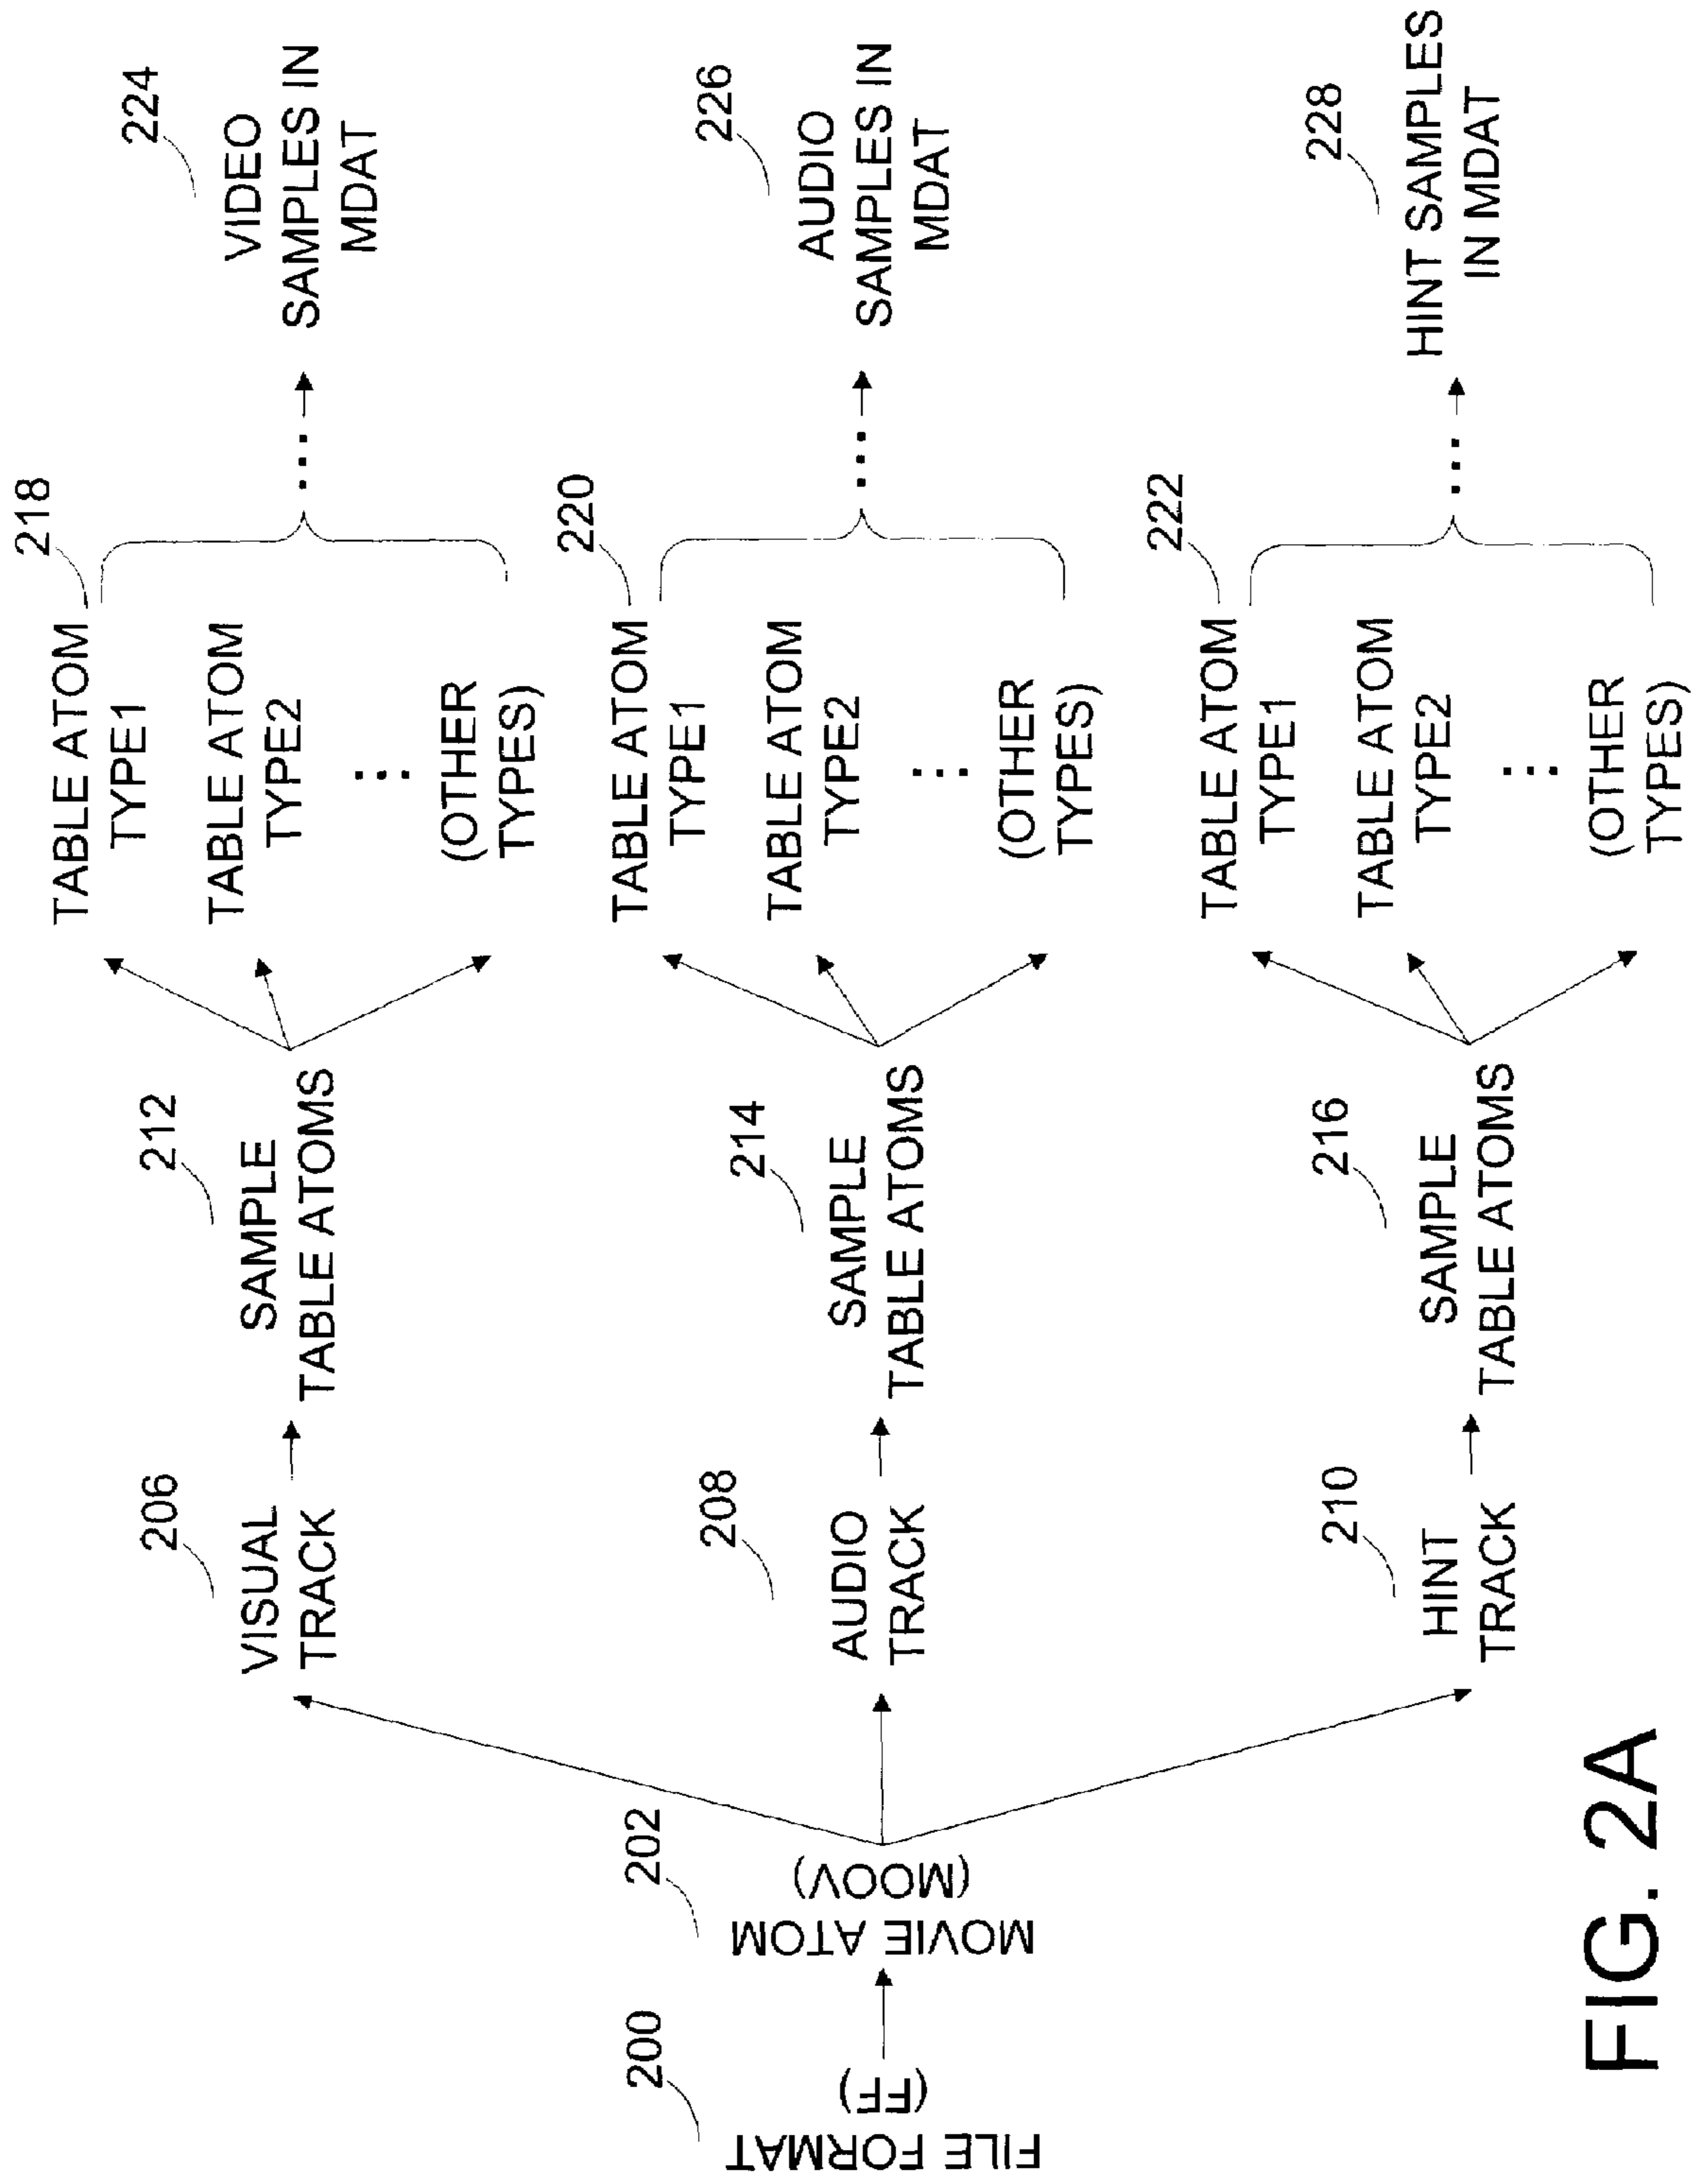 200
FILE FORMAT
(FF)
202
MOVIE ATOM
(MOOV)
206
VISUAL
TRACK
212
SAMPLE
TABLE ATOMS
218
TABLE ATOM
TYPE1
TABLE ATOM
TYPE2
(OTHER
TYPES)
224
VIDEO
SAMPLES IN
MDAT
208
AUDIO
TRACK
214
SAMPLE
TABLE ATOMS
220
TABLE ATOM
TYPE1
TABLE ATOM
TYPE2
(OTHER
TYPES)
226
AUDIO
SAMPLES IN
MDAT
210
HINT
TRACK
216
SAMPLE
TABLE ATOMS
222
TABLE ATOM
TYPE1
TABLE ATOM
TYPE2
(OTHER
TYPES)
228
HINT SAMPLES
IN MDAT
FIG. 2A